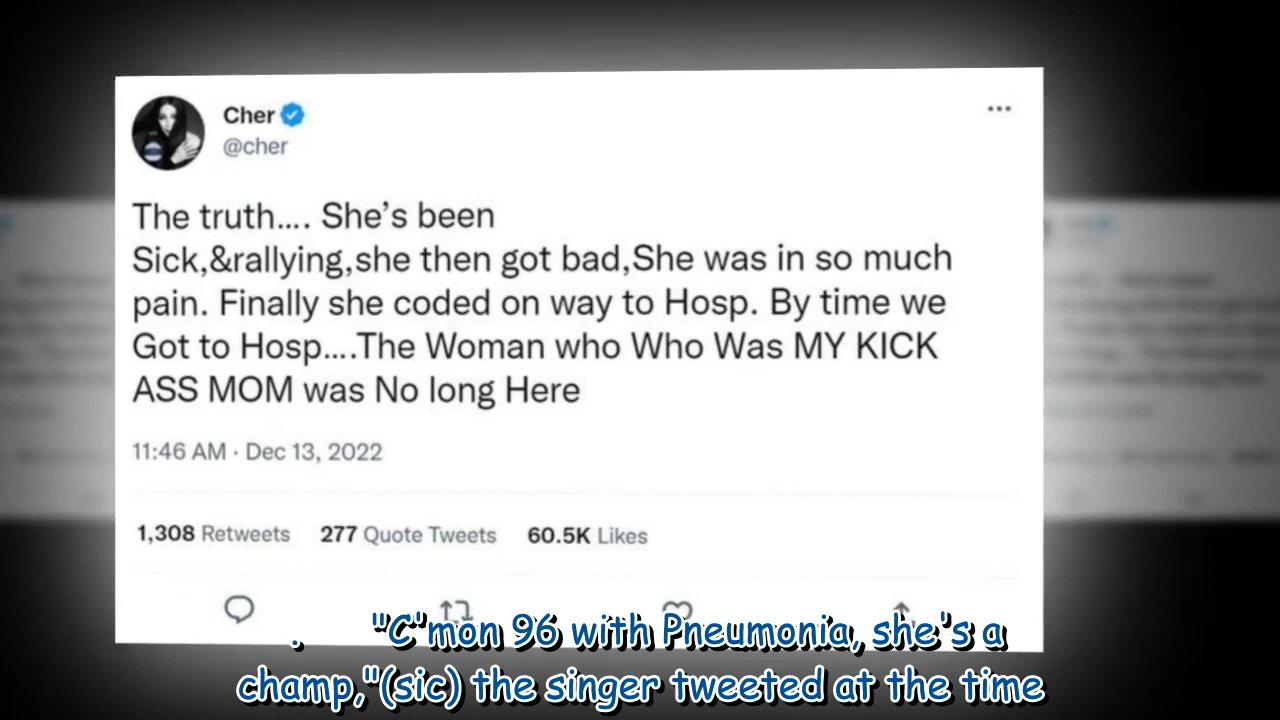 Cher
@cher
The truth.... She's been
Sick,&rallying,she then got bad,She was in so much
pain. Finally she coded on way to Hosp. By time we
Got to Hosp....The Woman who Who Was MY KICK
ASS MOM was No long Here
11:46 AM · Dec 13, 2022
1,308 Retweets 277 Quote Tweets 60.5K Likes
. "C'mon 96 with Pneumonia, she's a
champ,"(sic) the singer tweeted at the time